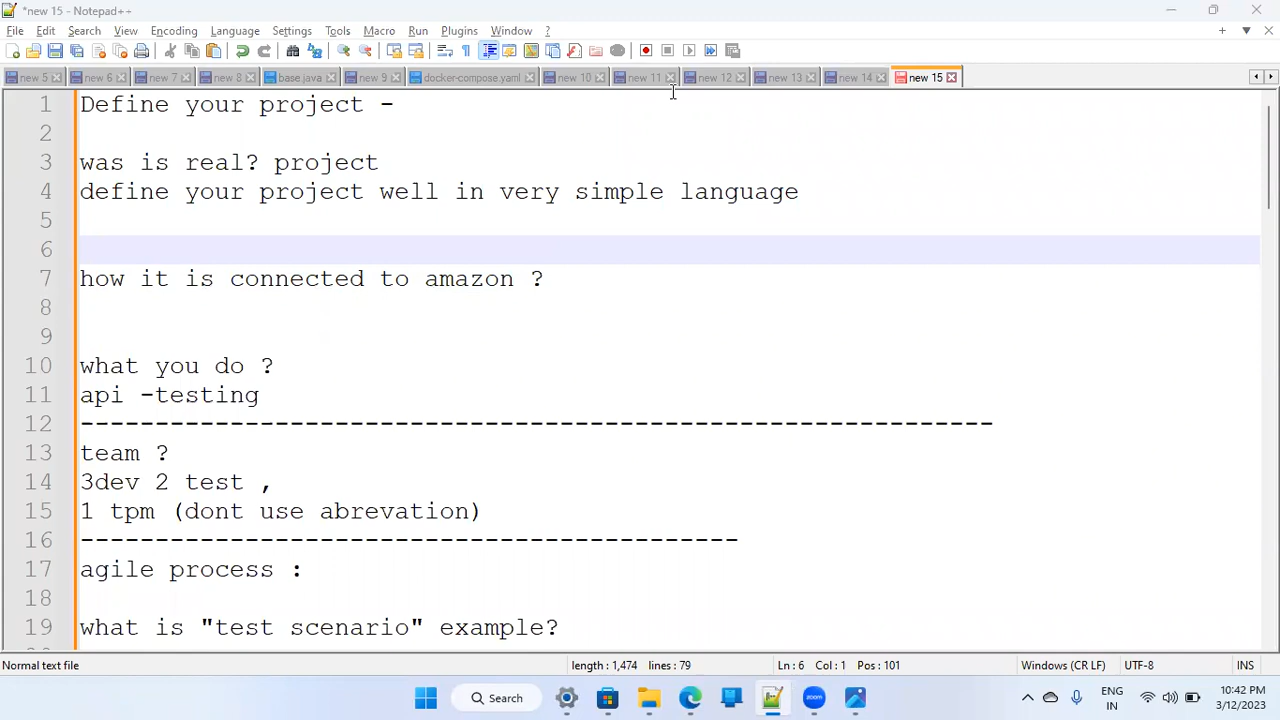 *new 15 - Notepad++
File Edit Search View Encoding Language Settings Tools Macro Run Plugins Window ?
new 5 new 6 new 7 new 8 base.java new 9 docker-compose.yaml new 10 new 11 new 12 new 13 new 14 new 15
1 Define your project -
2
3 was is real? project
4 define your project well in very simple language
5
6
7 how it is connected to amazon ?
8
9
10 what you do ?
11 api -testing
12 -------------------------------------------------------------
13 team ?
14 3dev 2 test ,
15 1 tpm (dont use abrevation)
16 --------------------------------------------
17 agile process :
18
19 what is "test scenario" example?
Normal text file length : 1,474 lines : 79 Ln : 6 Col : 1 Pos : 101 Windows (CR LF) UTF-8 INS
Search zoom ENG IN 10:42 PM 3/12/2023